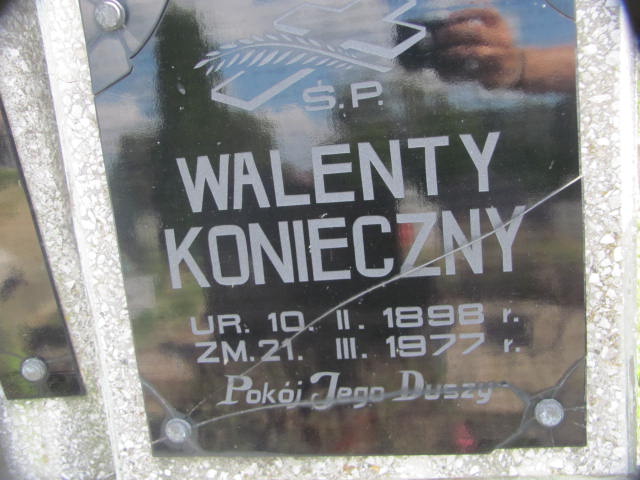 Ś.P.
WALENTY
KONIECZNY
UR. 10. II. 1898 r.
ZM. 21. III. 1977 r.
Pokój Jego Duszy